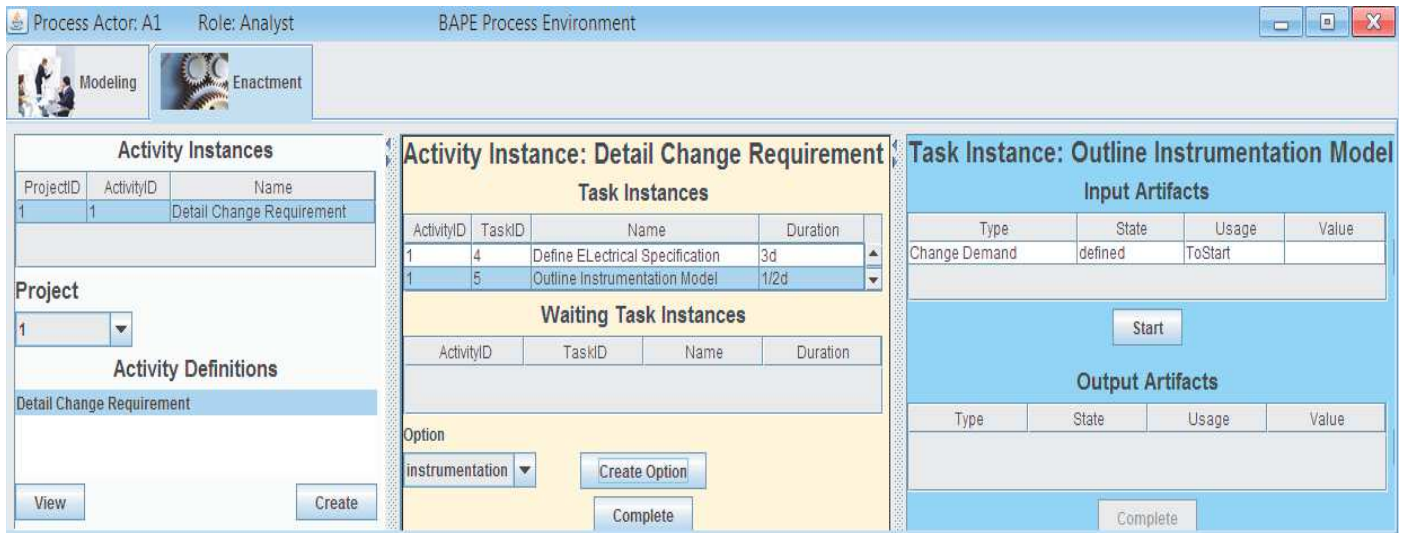 Process Actor: A1 Role: Analyst BAPE Process Environment
Modeling
Enactment
Activity Instances
ProjectID ActivityID Name
1 1 Detail Change Requirement
Project
1
Activity Definitions
Detail Change Requirement
View Create
Activity Instance: Detail Change Requirement
Task Instances
ActivityID TaskID Name Duration
1 4 Define ELectrical Specification 3d
1 5 Outline Instrumentation Model 1/2d
Waiting Task Instances
ActivityID TaskID Name Duration
Option
instrumentation Create Option
Complete
Task Instance: Outline Instrumentation Model
Input Artifacts
Type State Usage Value
Change Demand defined ToStart
Start
Output Artifacts
Type State Usage Value
Complete